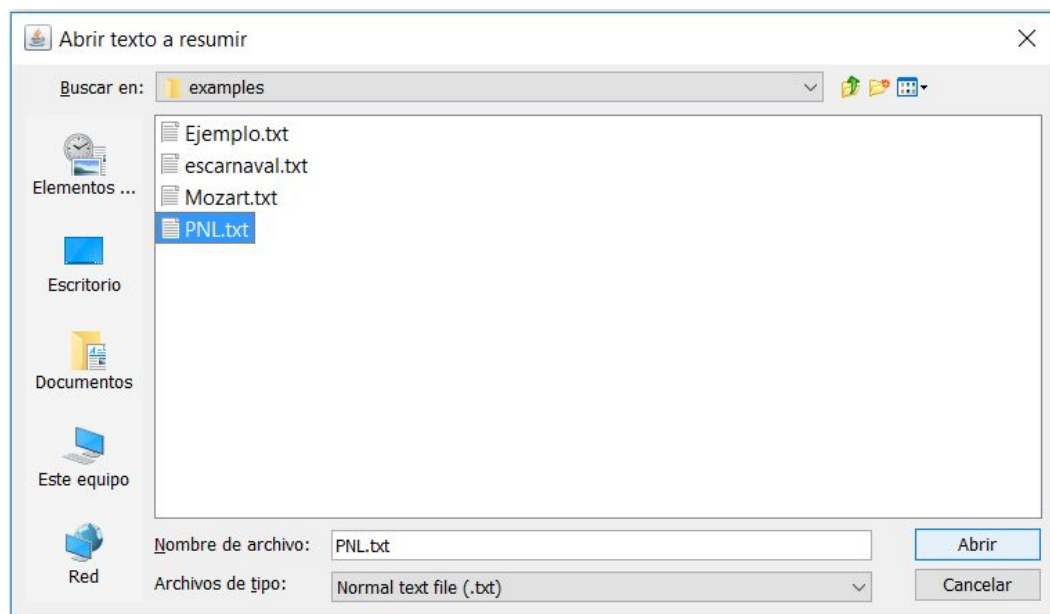 Abrir texto a resumir
Buscar en: examples
Ejemplo.txt
escarnaval.txt
Mozart.txt
PNL.txt
Elementos ...
Escritorio
Documentos
Este equipo
Red
Nombre de archivo: PNL.txt Abrir
Archivos de tipo: Normal text file (.txt) Cancelar